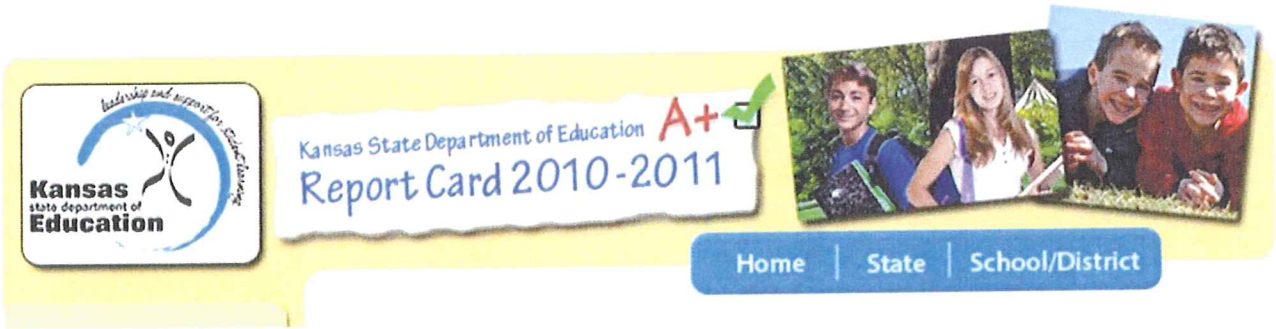 leadership and support for student learning
Kansas
state department of
Education
Kansas State Department of Education A+
Report Card 2010-2011
Home | State | School/District